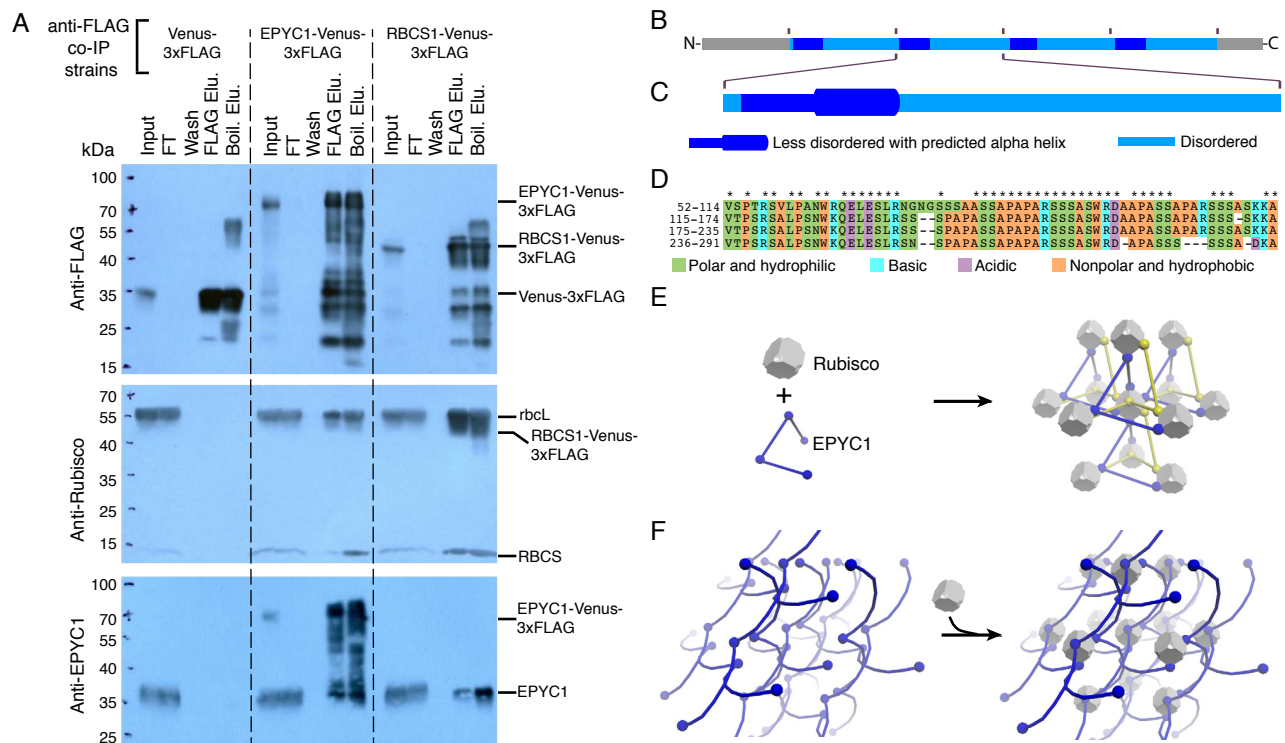 A
anti-FLAG
co-IP
strains
Venus-
3xFLAG
EPYC1-Venus-
3xFLAG
RBCS1-Venus-
3xFLAG
kDa
Input
FT
Wash
FLAG Elu.
Boil. Elu.
Input
FT
Wash
FLAG Elu.
Boil. Elu.
Input
FT
Wash
FLAG Elu.
Boil. Elu.
Anti-FLAG
100
70
55
40
35
25
15
EPYC1-Venus-
3xFLAG
RBCS1-Venus-
3xFLAG
Venus-3xFLAG
Anti-Rubisco
70
55
40
35
25
15
rbcL
RBCS1-Venus-
3xFLAG
RBCS
Anti-EPYC1
100
70
55
40
35
25
EPYC1-Venus-
3xFLAG
EPYC1
B
N-
-C
C
Less disordered with predicted alpha helix
Disordered
D
52-114 VSPTRSVLPANWRQELESLRNGNGSSSAASSAPAPARSSSASWRDAAPASSAPARSSSASKKA
115-174 VTPSRSALPSNWKQELESLRSS--SPAPASSAPAPARSSSASWRDAAPASSAPARSSSS-SKKA
175-235 VTPSRSALPSNWKQELESLRSS--SPAPASSAPAPARSSSASWRDAAPASSAPARSSSASKKA
236-291 VTPSRSALPSNWKQELESLRSN--SPAPASSAPAPARSSSASWRD-APASS---SSSSA-DKA
Polar and hydrophilic
Basic
Acidic
Nonpolar and hydrophobic
E
Rubisco
+
EPYC1
F